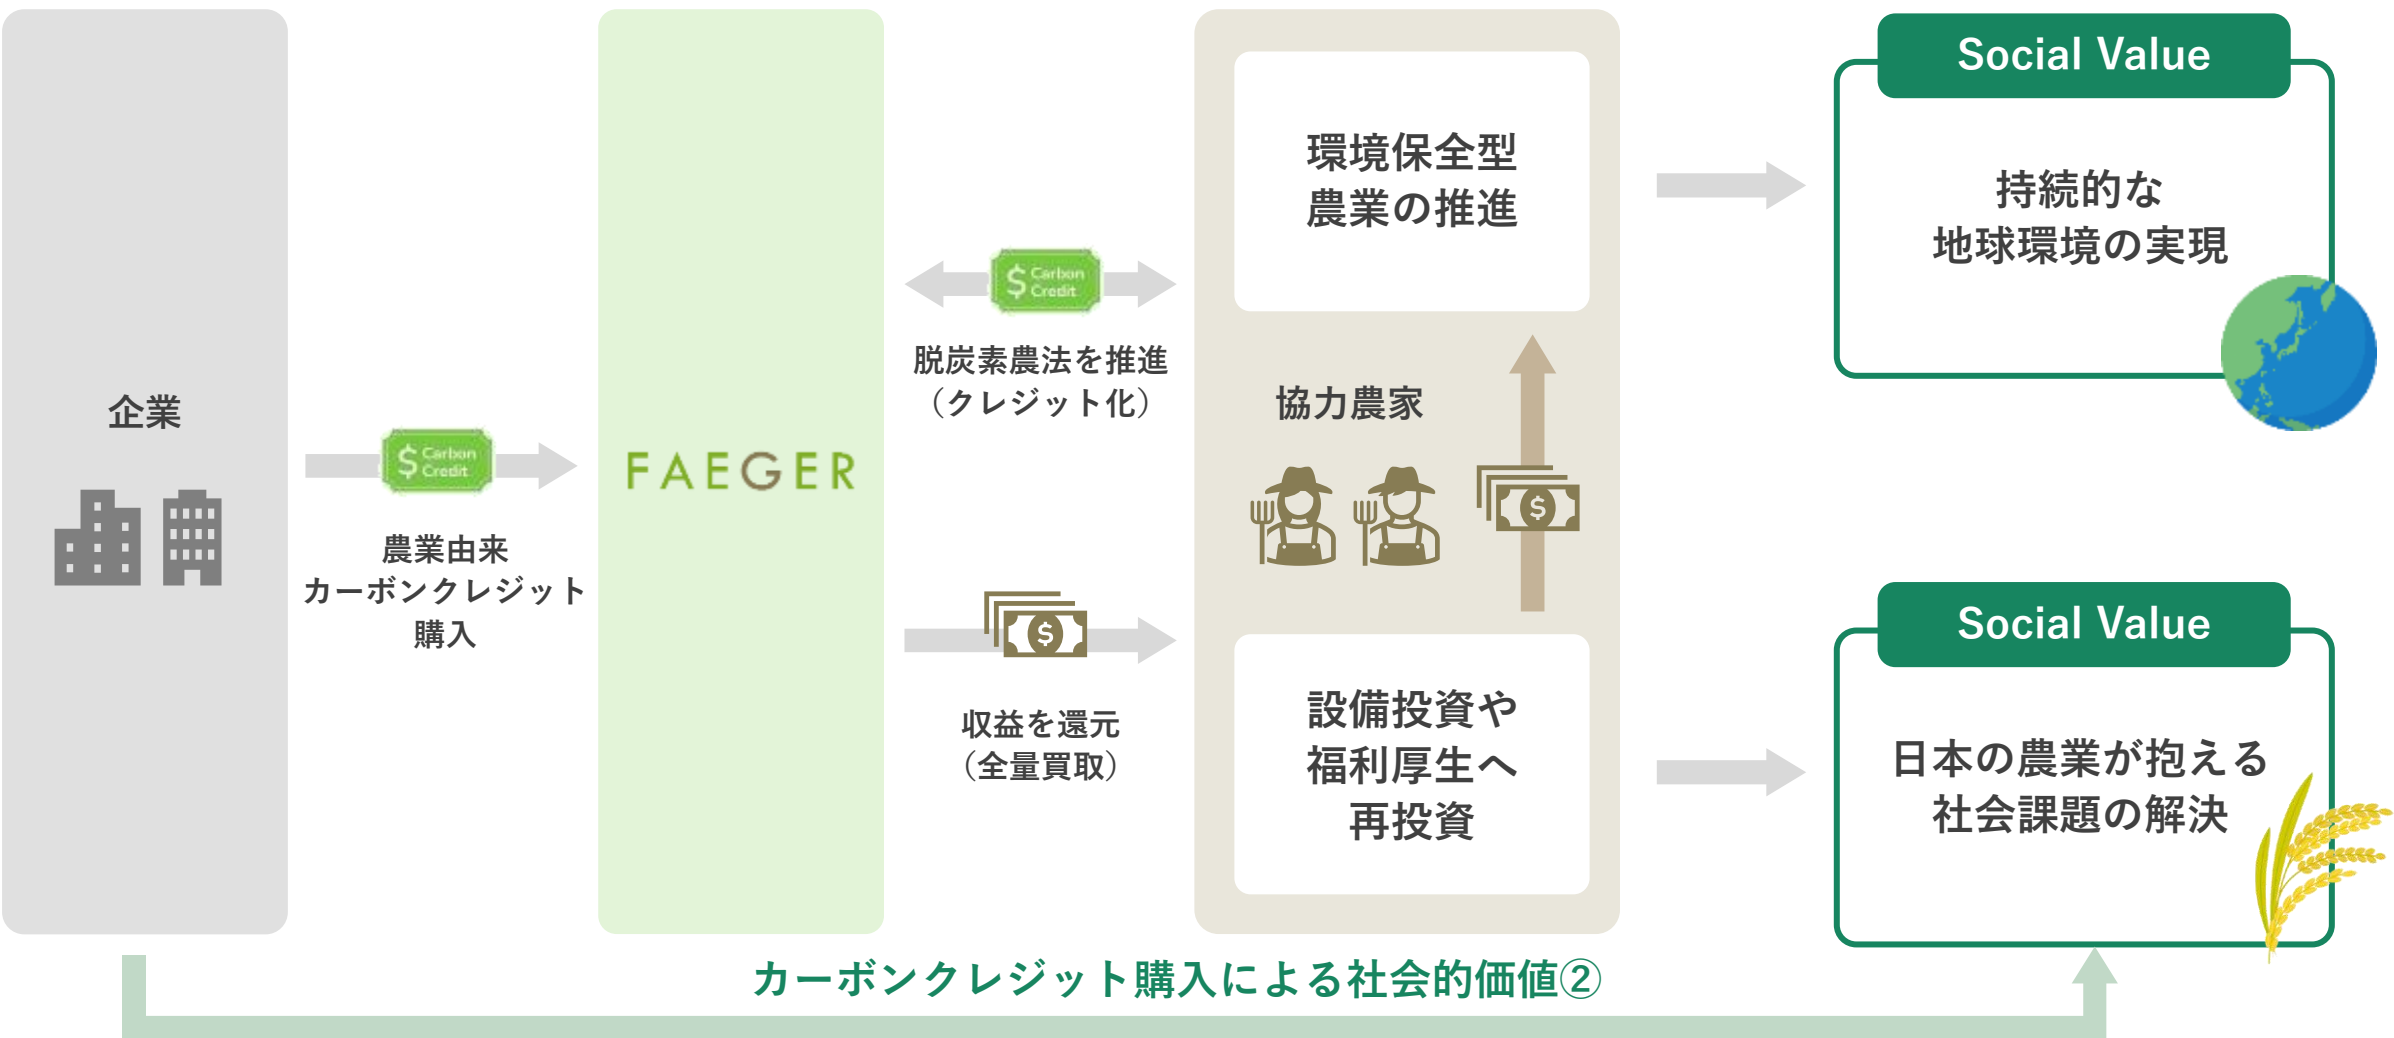 企業
$ Carbon
Credit
農業由来
カーボンクレジット
購入
FAEGER
$ Carbon
Credit
脱炭素農法を推進
（クレジット化）
$
収益を還元
（全量買取）
環境保全型
農業の推進
協力農家
$
設備投資や
福利厚生へ
再投資
Social Value
持続的な
地球環境の実現
Social Value
日本の農業が抱える
社会課題の解決
カーボンクレジット購入による社会的価値②